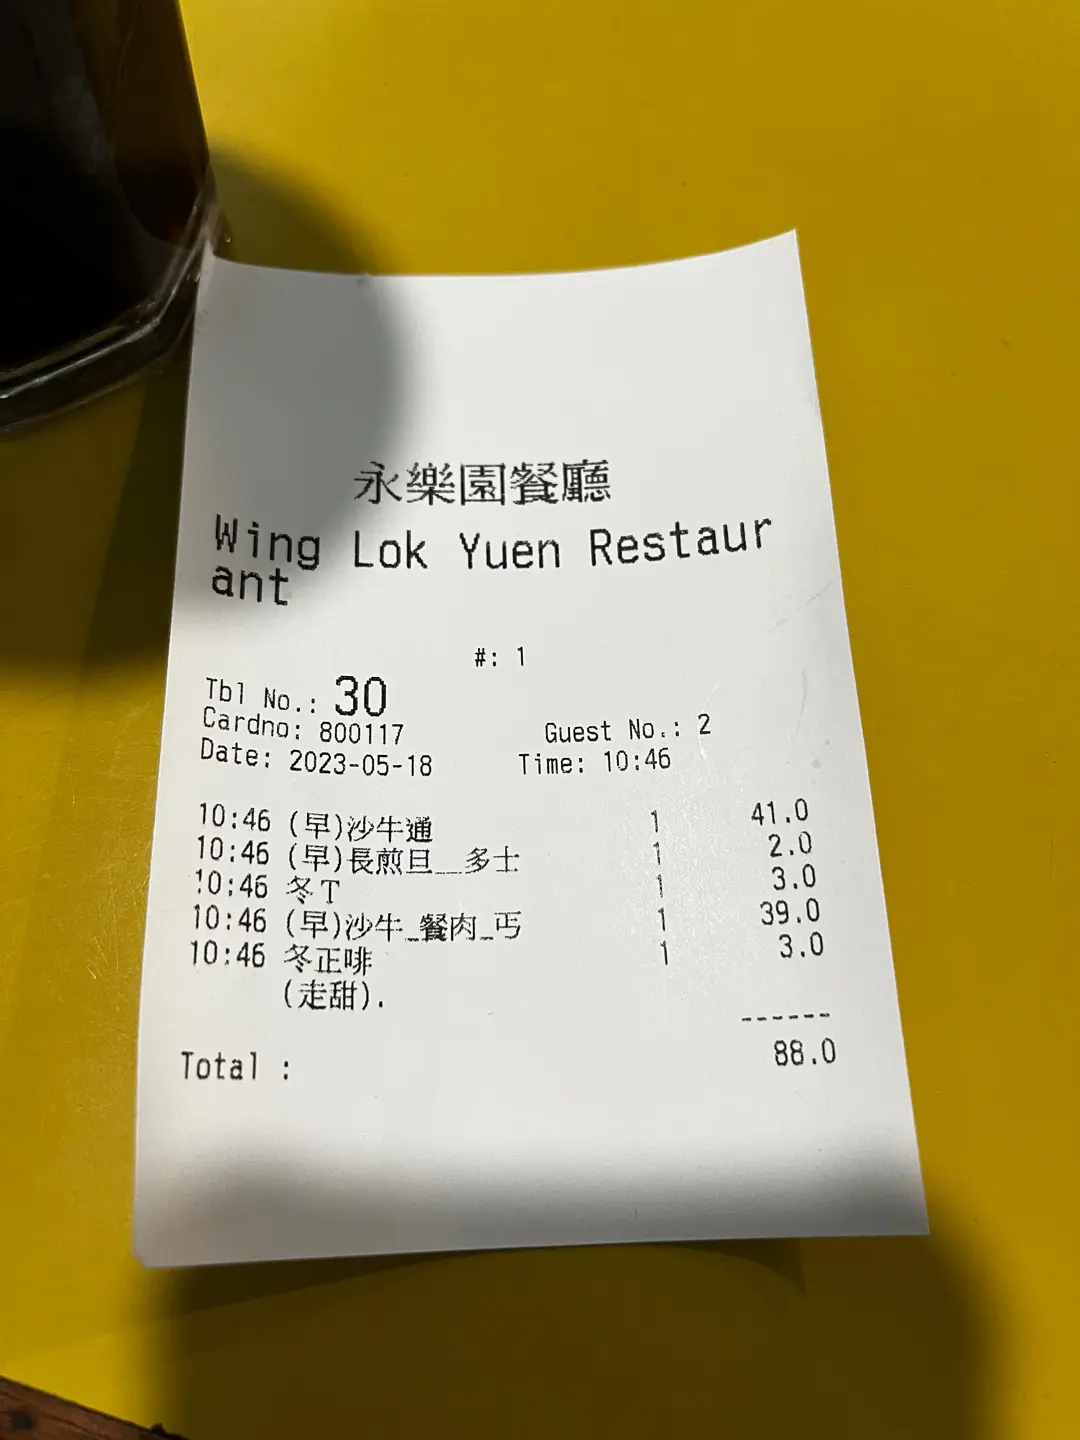 永樂園餐廳
Wing Lok Yuen Restaur
ant
#: 1
Tbl No.: 30
Cardno: 800117 Guest No.: 2
Date: 2023-05-18 Time: 10:46
10:46 (早)沙牛通 1 41.0
10:46 (早)長煎旦__多士 1 2.0
10:46 冬T 1 3.0
10:46 (早)沙牛_餐肉_丐 1 39.0
10:46 冬正啡 1 3.0
(走甜).
------
Total : 88.0